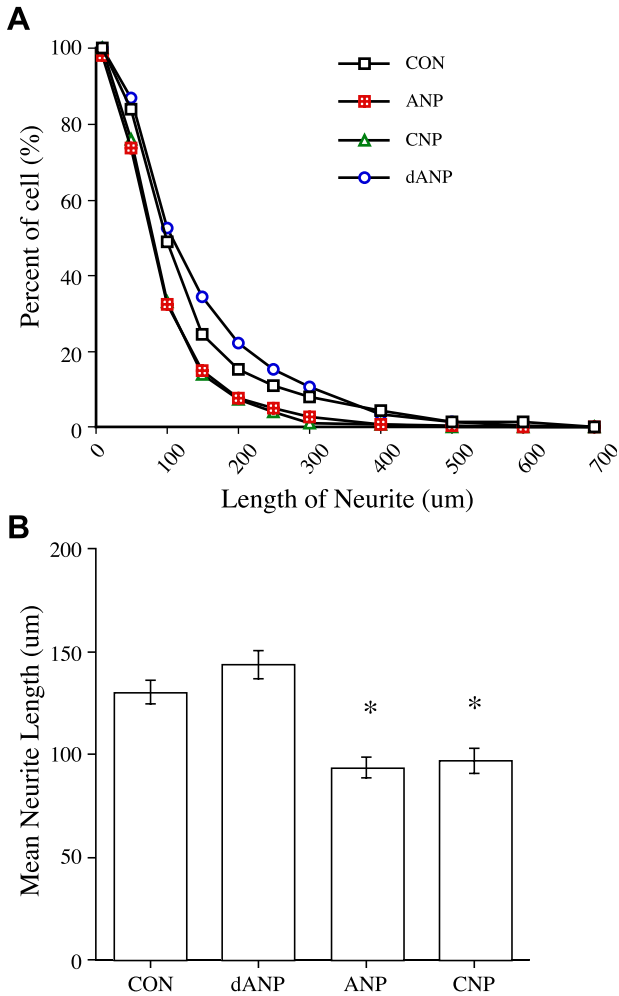 A
Percent of cell (%)
100
80
60
40
20
0
CON
ANP
CNP
dANP
0 100 200 300 400 500 600 700
Length of Neurite (um)
B
Mean Neurite Length (um)
200
150
100
50
0
* *
CON dANP ANP CNP